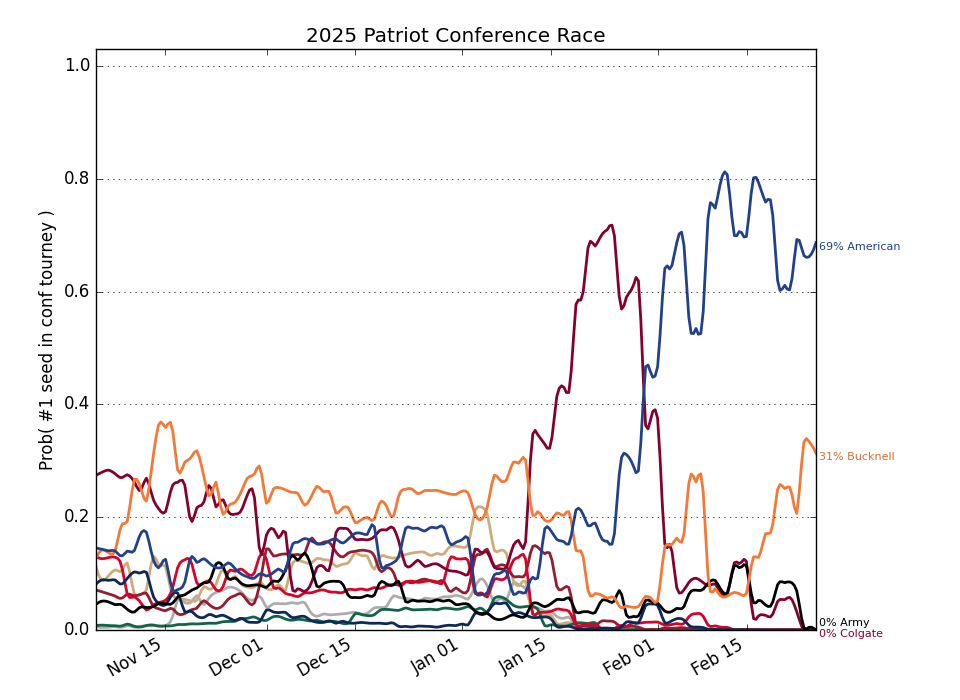 2025 Patriot Conference Race
Prob( #1 seed in conf tourney )
1.0
0.8
0.6
0.4
0.2
0.0
Nov 15
Dec 01
Dec 15
Jan 01
Jan 15
Feb 01
Feb 15
69% American
31% Bucknell
0% Army
0% Colgate